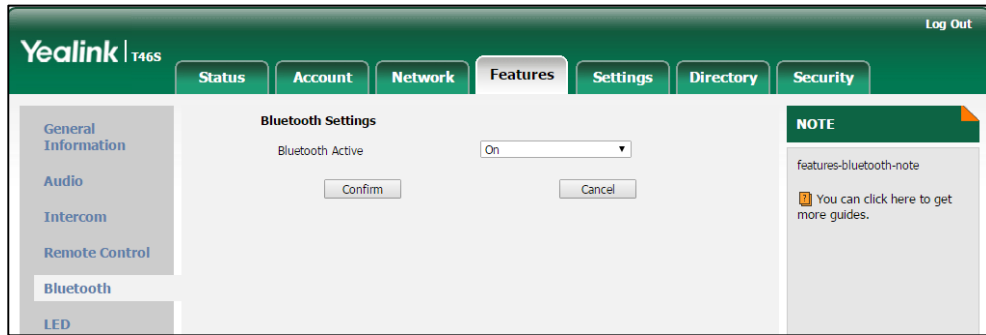 Log Out
Yealink | T46S
Status Account Network Features Settings Directory Security
General
Information
Audio
Intercom
Remote Control
Bluetooth
LED
Bluetooth Settings
Bluetooth Active On
Confirm Cancel
NOTE
features-bluetooth-note
You can click here to get
more guides.